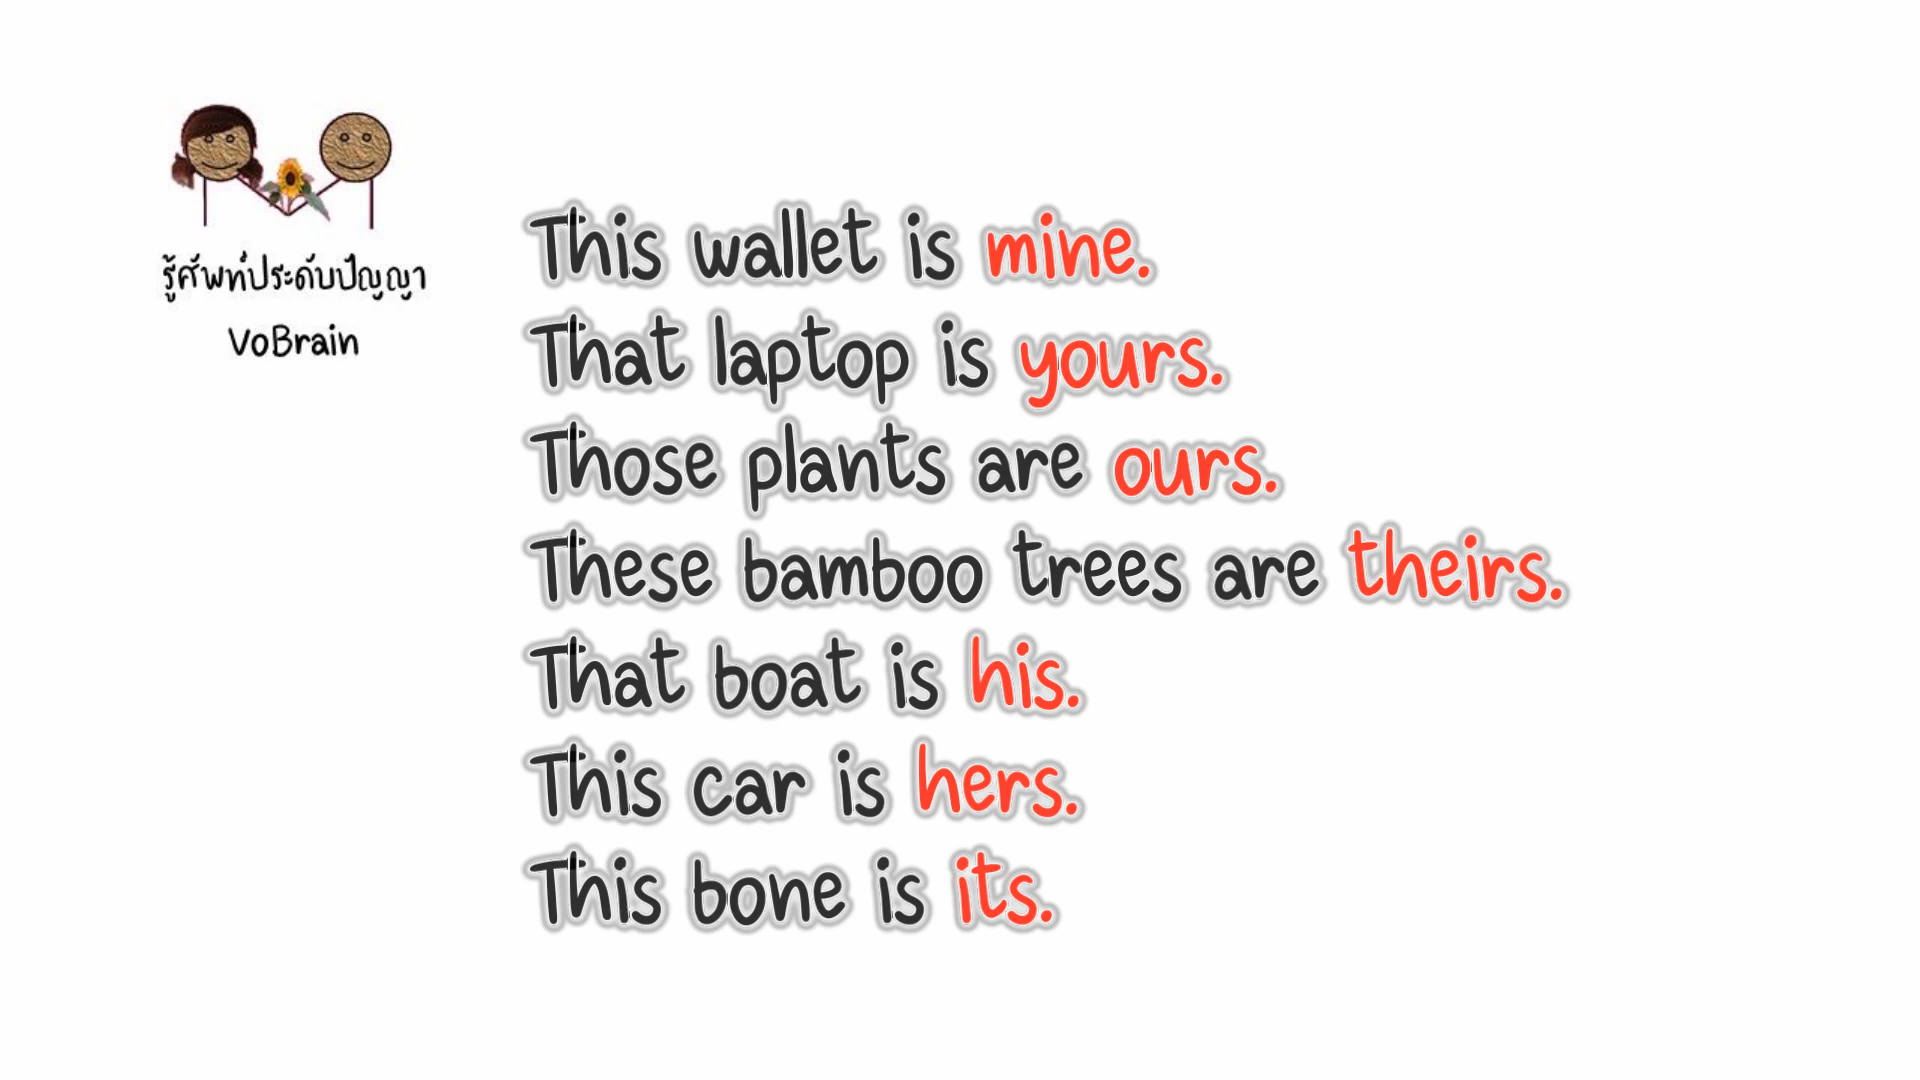 รู้ศัพท์ประดับปัญญา
VoBrain
This wallet is mine.
That laptop is yours.
Those plants are ours.
These bamboo trees are theirs.
That boat is his.
This car is hers.
This bone is its.